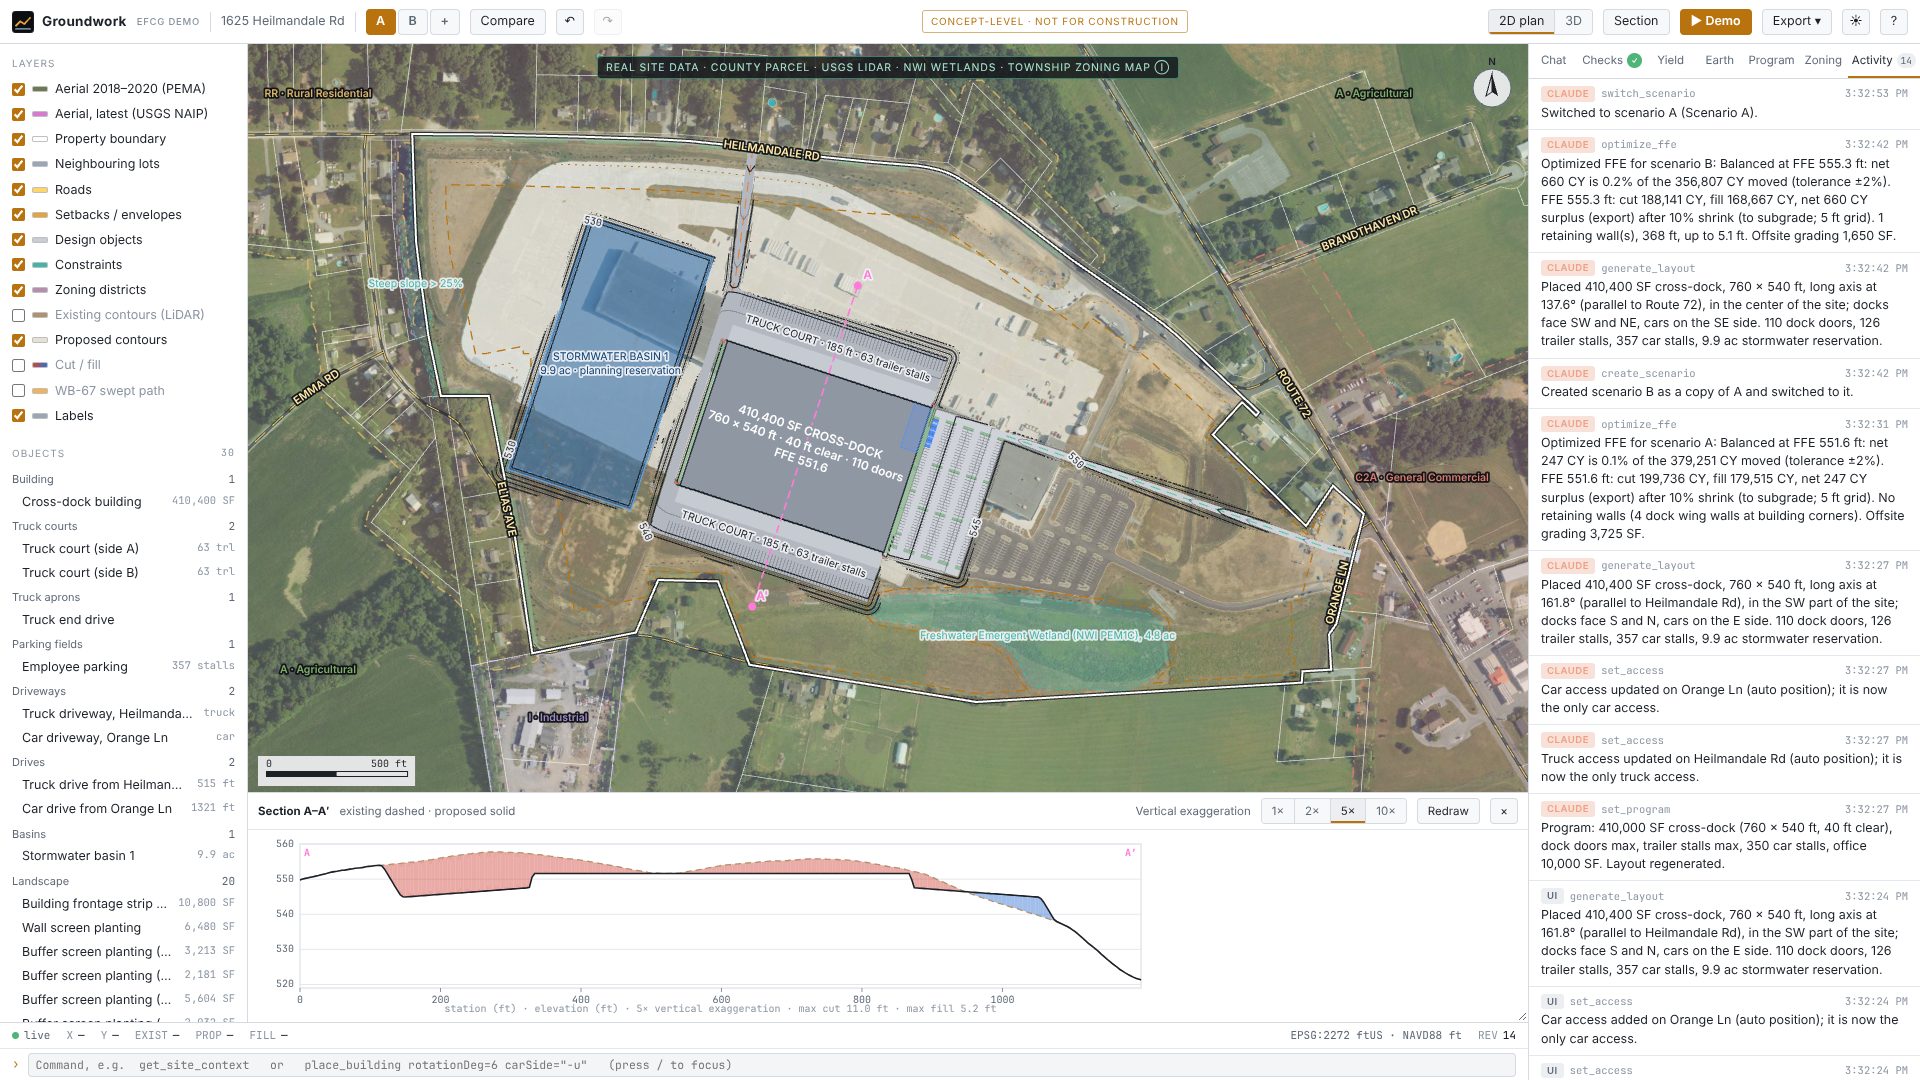 Groundwork EFCG DEMO 1625 Heilmandale Rd A B + Compare ↶ ↷ CONCEPT-LEVEL · NOT FOR CONSTRUCTION 2D plan 3D Section ▶ Demo Export ▾ ☀ ?
LAYERS
Aerial 2018–2020 (PEMA)
Aerial, latest (USGS NAIP)
Property boundary
Neighbouring lots
Roads
Setbacks / envelopes
Design objects
Constraints
Zoning districts
Existing contours (LiDAR)
Proposed contours
Cut / fill
WB-67 swept path
Labels
OBJECTS 30
Building 1
Cross-dock building 410,400 SF
Truck courts 2
Truck court (side A) 63 trl
Truck court (side B) 63 trl
Truck aprons 1
Truck end drive
Parking fields 1
Employee parking 357 stalls
Driveways 2
Truck driveway, Heilmanda... truck
Car driveway, Orange Ln car
Drives 2
Truck drive from Heilman... 515 ft
Car drive from Orange Ln 1321 ft
Basins 1
Stormwater basin 1 9.9 ac
Landscape 20
Building frontage strip ... 10,800 SF
Wall screen planting 6,480 SF
Buffer screen planting (... 3,213 SF
Buffer screen planting (... 2,181 SF
Buffer screen planting (... 5,604 SF
REAL SITE DATA · COUNTY PARCEL · USGS LIDAR · NWI WETLANDS · TOWNSHIP ZONING MAP ⓘ
N
RR · Rural Residential
A · Agricultural
HEILMANDALE RD
BRANDTHAVEN DR
530
Steep slope > 25%
A
TRUCK COURT · 185 ft · 63 trailer stalls
STORMWATER BASIN 1
9.9 ac · planning reservation
EMMA RD
ROUTE 72
410,400 SF CROSS-DOCK
760 × 540 ft · 40 ft clear · 110 doors
FFE 551.6
530
550
C2A · General Commercial
ELIAS AVE
TRUCK COURT · 185 ft · 63 trailer stalls
540
545
A'
ORANGE LN
Freshwater Emergent Wetland (NWI PEM1C), 4.8 ac
A · Agricultural
I · Industrial
0 500 ft
Section A–A′ existing dashed · proposed solid Vertical exaggeration 1× 2× 5× 10× Redraw ×
560
550
540
530
520
A
A′
0 200 400 600 800 1000
station (ft) · elevation (ft) · 5× vertical exaggeration · max cut 11.0 ft · max fill 5.2 ft
live X — Y — EXIST — PROP — FILL — EPSG:2272 ftUS · NAVD88 ft REV 14
› Command, e.g. get_site_context or place_building rotationDeg=6 carSide="-u" (press / to focus)
Chat Checks ✓ Yield Earth Program Zoning Activity 14
CLAUDE switch_scenario 3:32:53 PM
Switched to scenario A (Scenario A).
CLAUDE optimize_ffe 3:32:42 PM
Optimized FFE for scenario B: Balanced at FFE 555.3 ft: net
660 CY is 0.2% of the 356,807 CY moved (tolerance ±2%).
FFE 555.3 ft: cut 188,141 CY, fill 168,667 CY, net 660 CY
surplus (export) after 10% shrink (to subgrade; 5 ft grid). 1
retaining wall(s), 368 ft, up to 5.1 ft. Offsite grading 1,650 SF.
CLAUDE generate_layout 3:32:42 PM
Placed 410,400 SF cross-dock, 760 × 540 ft, long axis at
137.6° (parallel to Route 72), in the center of the site; docks
face SW and NE, cars on the SE side. 110 dock doors, 126
trailer stalls, 357 car stalls, 9.9 ac stormwater reservation.
CLAUDE create_scenario 3:32:42 PM
Created scenario B as a copy of A and switched to it.
CLAUDE optimize_ffe 3:32:31 PM
Optimized FFE for scenario A: Balanced at FFE 551.6 ft: net
247 CY is 0.1% of the 379,251 CY moved (tolerance ±2%).
FFE 551.6 ft: cut 199,736 CY, fill 179,515 CY, net 247 CY
surplus (export) after 10% shrink (to subgrade; 5 ft grid). No
retaining walls (4 dock wing walls at building corners). Offsite
grading 3,725 SF.
CLAUDE generate_layout 3:32:27 PM
Placed 410,400 SF cross-dock, 760 × 540 ft, long axis at
161.8° (parallel to Heilmandale Rd), in the SW part of the site;
docks face S and N, cars on the E side. 110 dock doors, 126
trailer stalls, 357 car stalls, 9.9 ac stormwater reservation.
CLAUDE set_access 3:32:27 PM
Car access updated on Orange Ln (auto position); it is now
the only car access.
CLAUDE set_access 3:32:27 PM
Truck access updated on Heilmandale Rd (auto position); it is
now the only truck access.
CLAUDE set_program 3:32:27 PM
Program: 410,000 SF cross-dock (760 × 540 ft, 40 ft clear),
dock doors max, trailer stalls max, 350 car stalls, office
10,000 SF. Layout regenerated.
UI generate_layout 3:32:24 PM
Placed 410,400 SF cross-dock, 760 × 540 ft, long axis at
161.8° (parallel to Heilmandale Rd), in the SW part of the site;
docks face S and N, cars on the E side. 110 dock doors, 126
trailer stalls, 357 car stalls, 9.9 ac stormwater reservation.
UI set_access 3:32:24 PM
Car access added on Orange Ln (auto position); it is now the
only car access.
UI set_access 3:32:24 PM